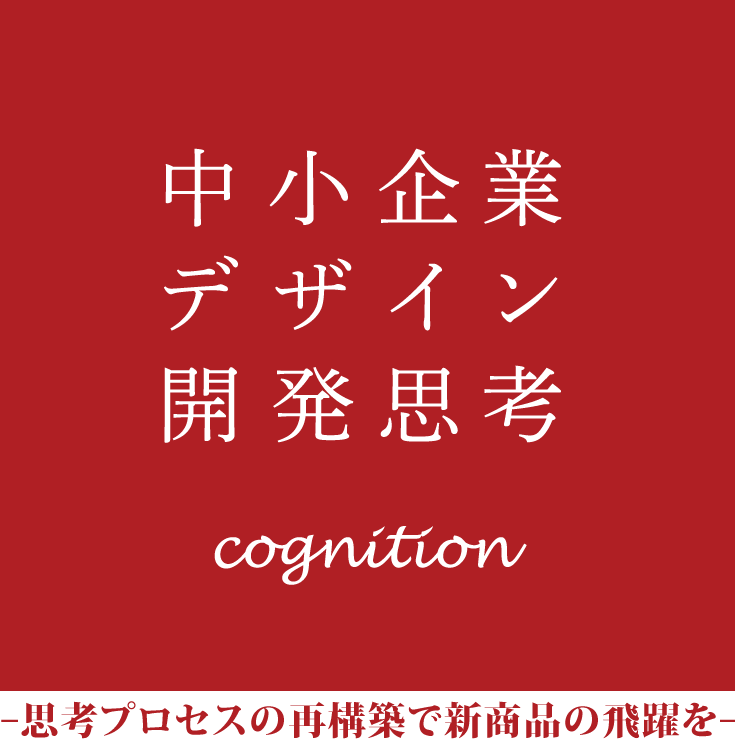 中小企業
デザイン
開発思考
cognition
–思考プロセスの再構築で新商品の飛躍を–